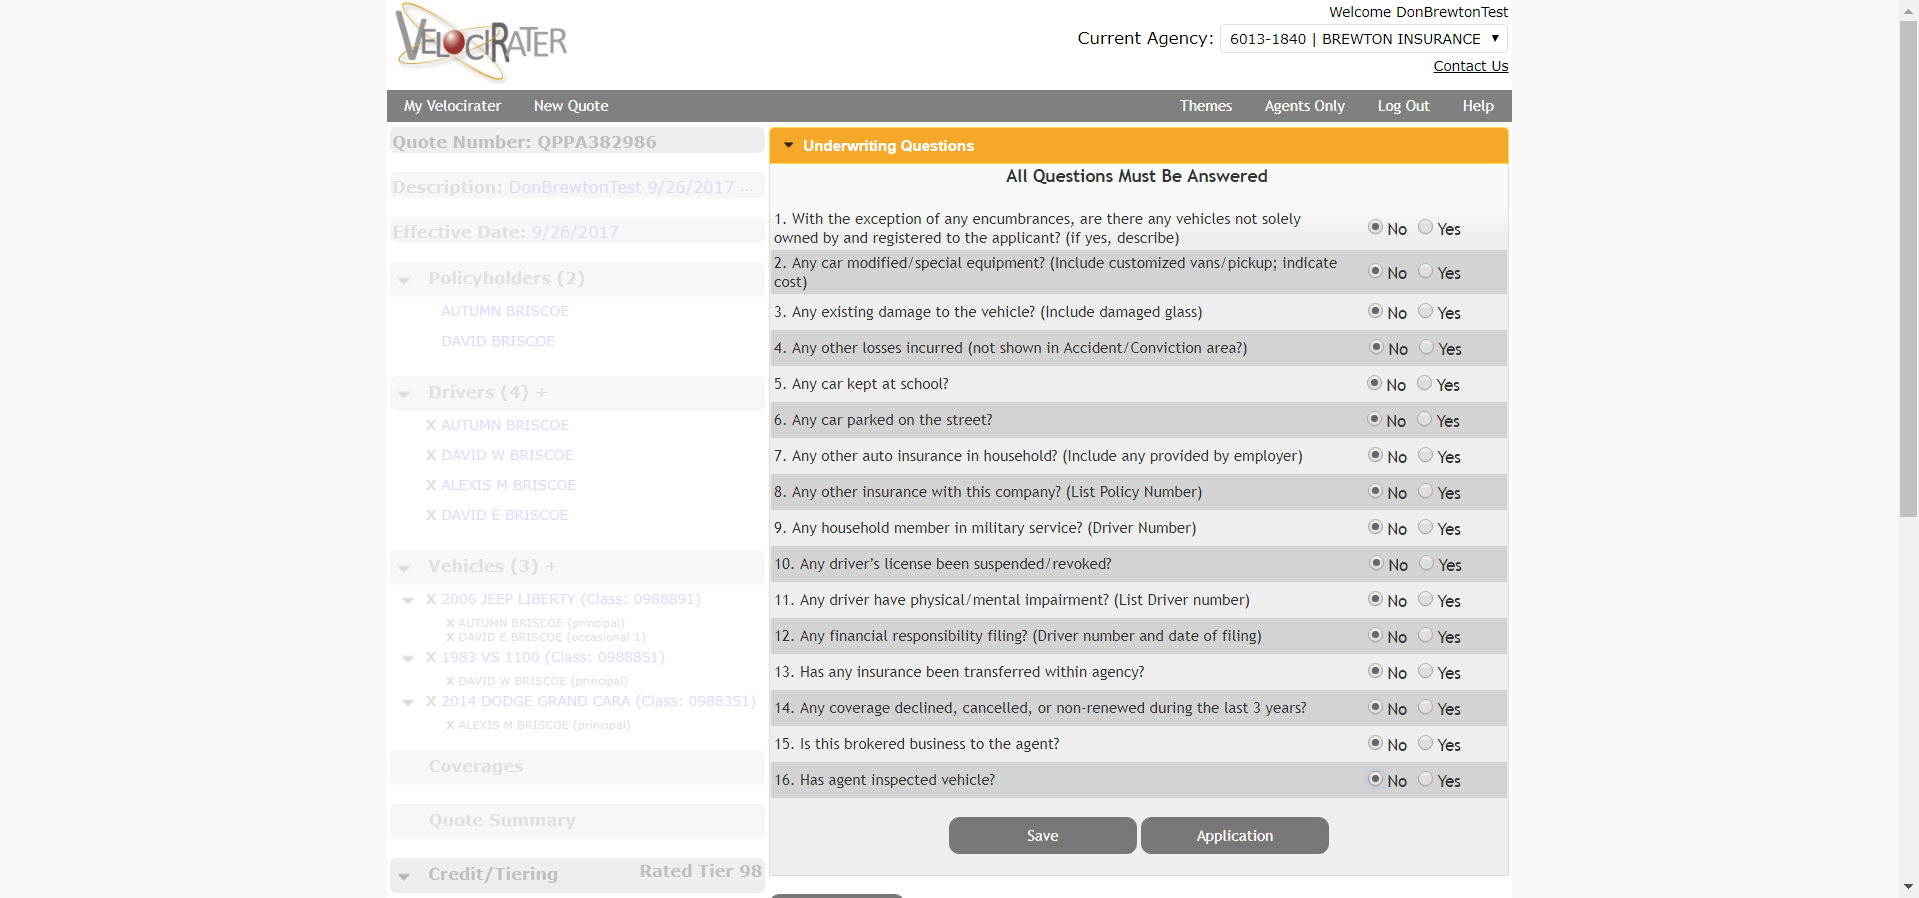 VELOCIRATER
Welcome DonBrewtonTest
Current Agency: 6013-1840 | BREWTON INSURANCE
Contact Us
My Velocirater New Quote Themes Agents Only Log Out Help
Quote Number: QPPA382986
Description: DonBrewtonTest 9/26/2017 ...
Effective Date: 9/26/2017
Policyholders (2)
AUTUMN BRISCOE
DAVID BRISCOE
Drivers (4) +
X AUTUMN BRISCOE
X DAVID W BRISCOE
X ALEXIS M BRISCOE
X DAVID E BRISCOE
Vehicles (3) +
X 2006 JEEP LIBERTY (Class: 0988891)
X AUTUMN BRISCOE (principal)
X DAVID E BRISCOE (occasional 1)
X 1983 VS 1100 (Class: 0988851)
X DAVID W BRISCOE (principal)
X 2014 DODGE GRAND CARA (Class: 0988351)
X ALEXIS M BRISCOE (principal)
Coverages
Quote Summary
Credit/Tiering Rated Tier 98
Underwriting Questions
All Questions Must Be Answered
1. With the exception of any encumbrances, are there any vehicles not solely
owned by and registered to the applicant? (if yes, describe) No Yes
2. Any car modified/special equipment? (Include customized vans/pickup; indicate
cost) No Yes
3. Any existing damage to the vehicle? (Include damaged glass) No Yes
4. Any other losses incurred (not shown in Accident/Conviction area?) No Yes
5. Any car kept at school? No Yes
6. Any car parked on the street? No Yes
7. Any other auto insurance in household? (Include any provided by employer) No Yes
8. Any other insurance with this company? (List Policy Number) No Yes
9. Any household member in military service? (Driver Number) No Yes
10. Any driver’s license been suspended/revoked? No Yes
11. Any driver have physical/mental impairment? (List Driver number) No Yes
12. Any financial responsibility filing? (Driver number and date of filing) No Yes
13. Has any insurance been transferred within agency? No Yes
14. Any coverage declined, cancelled, or non-renewed during the last 3 years? No Yes
15. Is this brokered business to the agent? No Yes
16. Has agent inspected vehicle? No Yes
Save Application